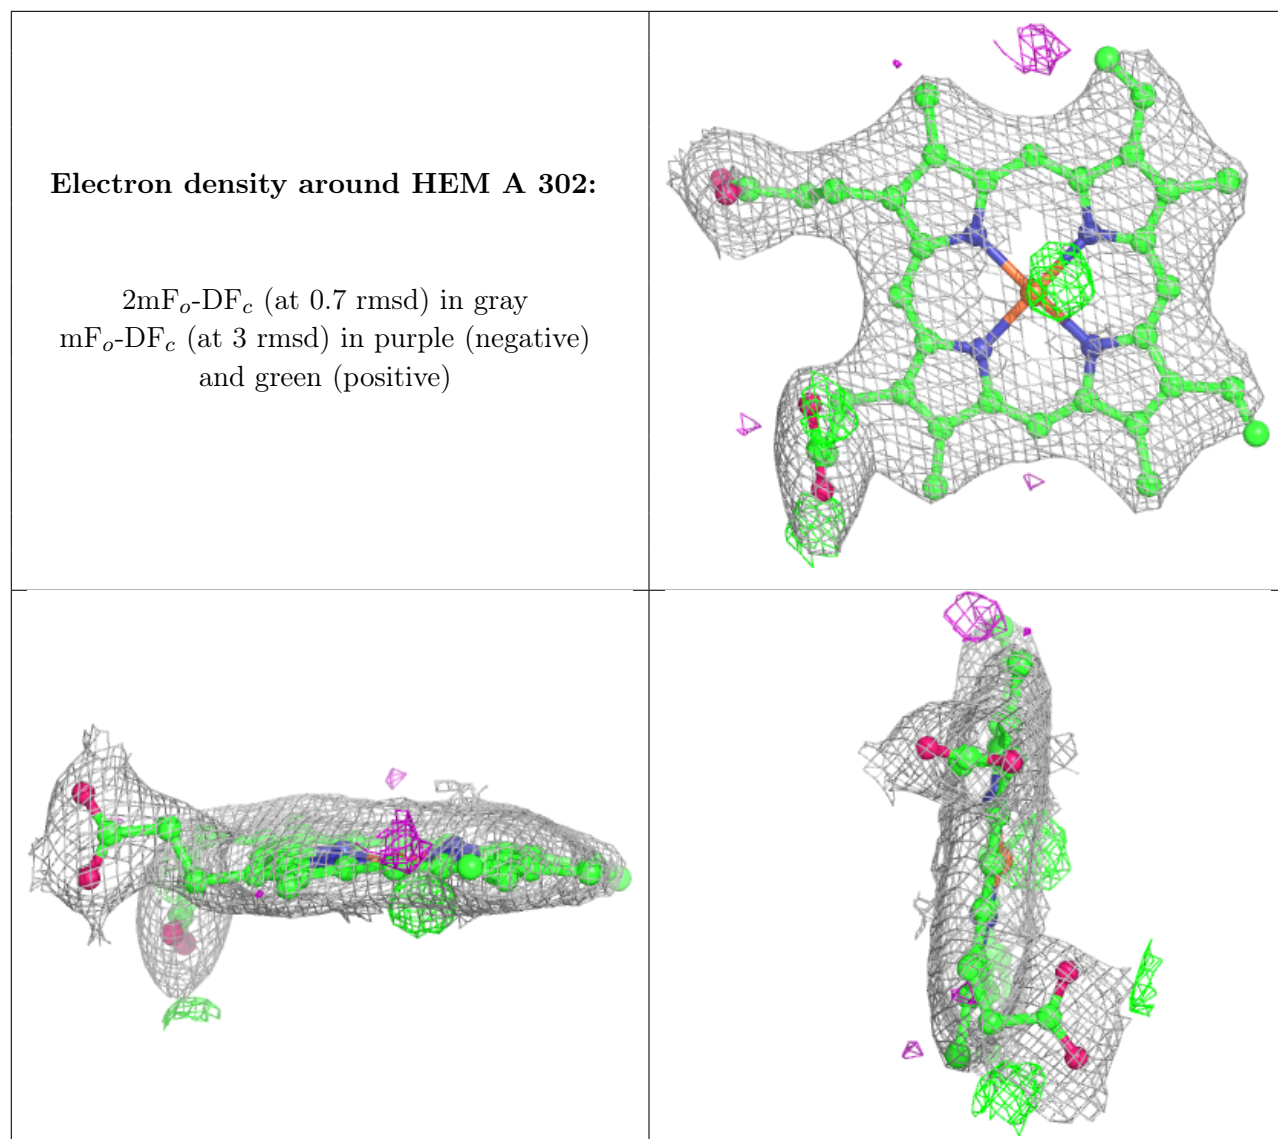 Electron density around HEM A 302:
2mFₒ-DF𝒸 (at 0.7 rmsd) in gray
mFₒ-DF𝒸 (at 3 rmsd) in purple (negative)
and green (positive)